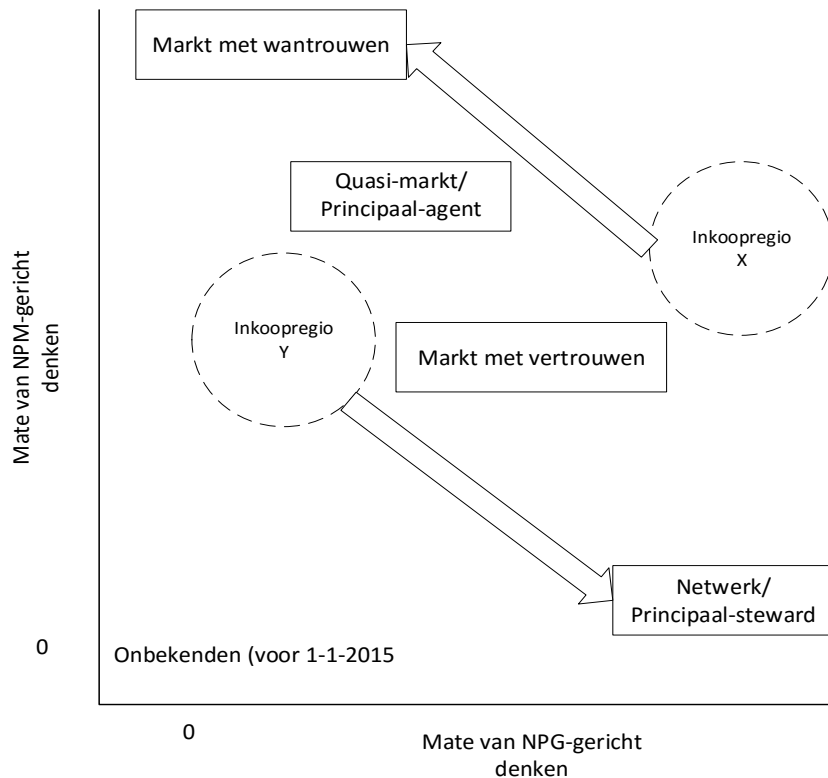 Markt met wantrouwen
Quasi-markt/
Principaal-agent
Inkoopregio
X
Inkoopregio
Y
Markt met vertrouwen
Mate van NPM-gericht
denken
Netwerk/
Principaal-steward
0
Onbekenden (voor 1-1-2015
0
Mate van NPG-gericht
denken